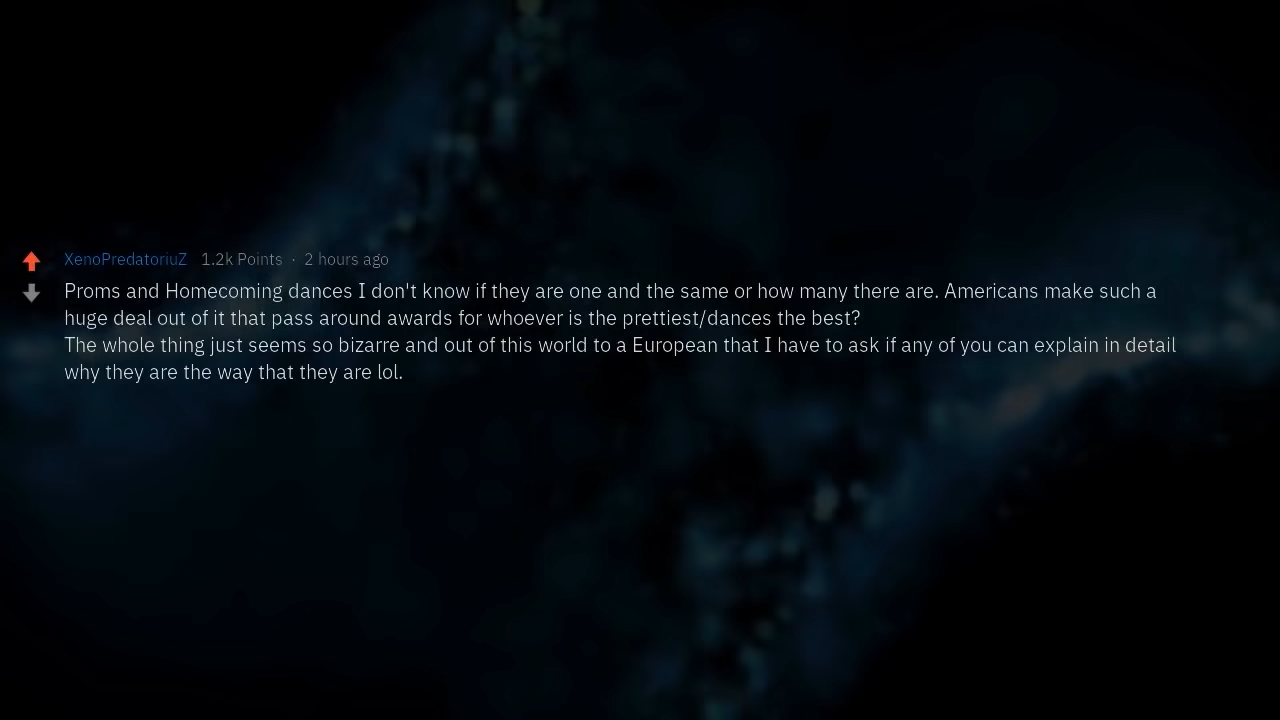 XenoPredatoriuZ 1.2k Points · 2 hours ago
Proms and Homecoming dances I don't know if they are one and the same or how many there are. Americans make such a
huge deal out of it that pass around awards for whoever is the prettiest/dances the best?
The whole thing just seems so bizarre and out of this world to a European that I have to ask if any of you can explain in detail
why they are the way that they are lol.